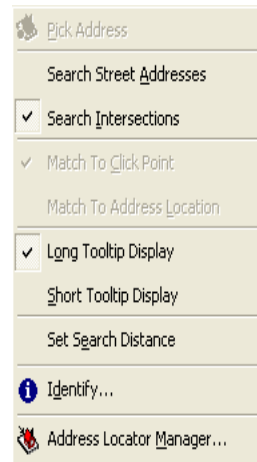 Pick Address
Search Street Addresses
Search Intersections
Match To Click Point
Match To Address Location
Long Tooltip Display
Short Tooltip Display
Set Search Distance
Identify...
Address Locator Manager...